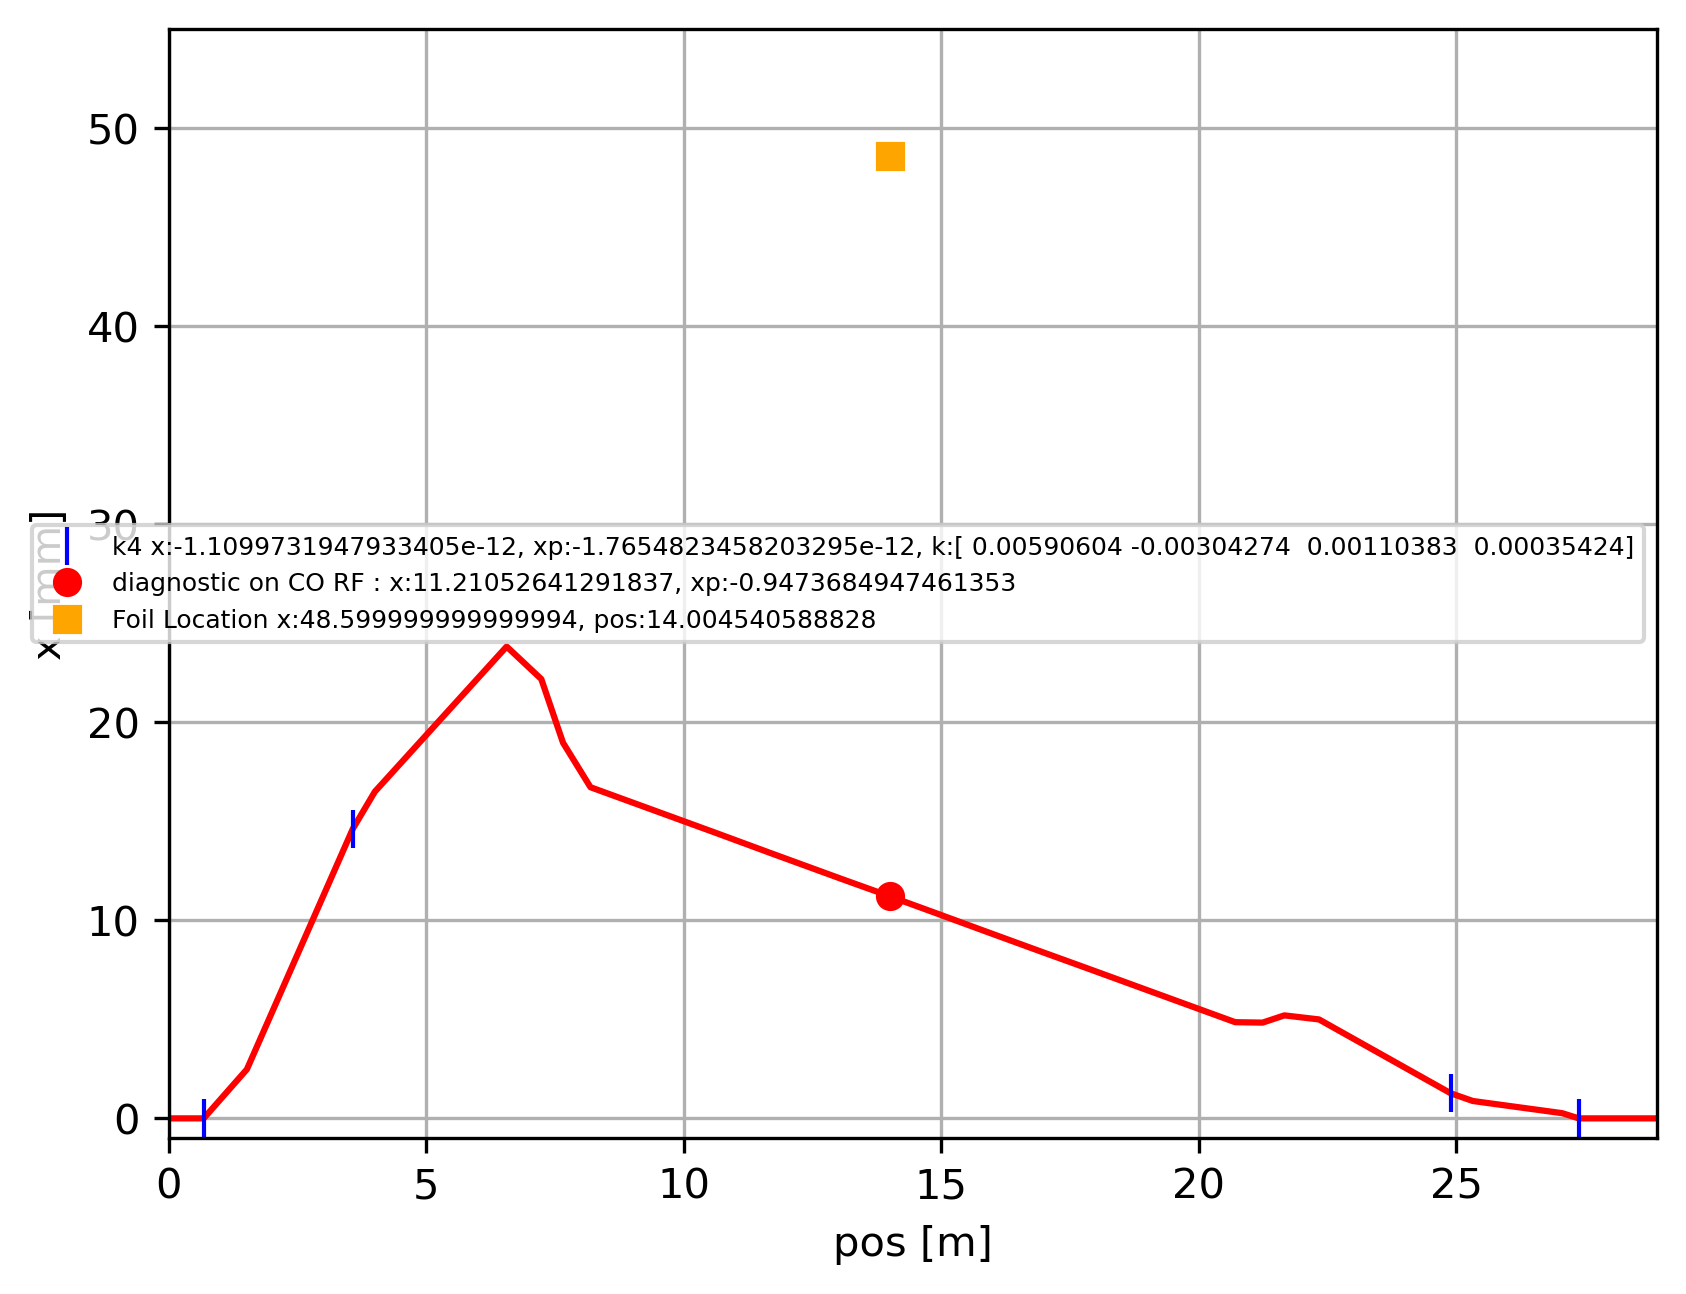 50
40
30
20
10
0
x [mm]
k4 x:-1.1099731947933405e-12, xp:-1.7654823458203295e-12, k:[ 0.00590604 -0.00304274  0.00110383  0.00035424]
diagnostic on CO RF : x:11.21052641291837, xp:-0.9473684947461353
Foil Location x:48.599999999999994, pos:14.004540588828
0 5 10 15 20 25
pos [m]